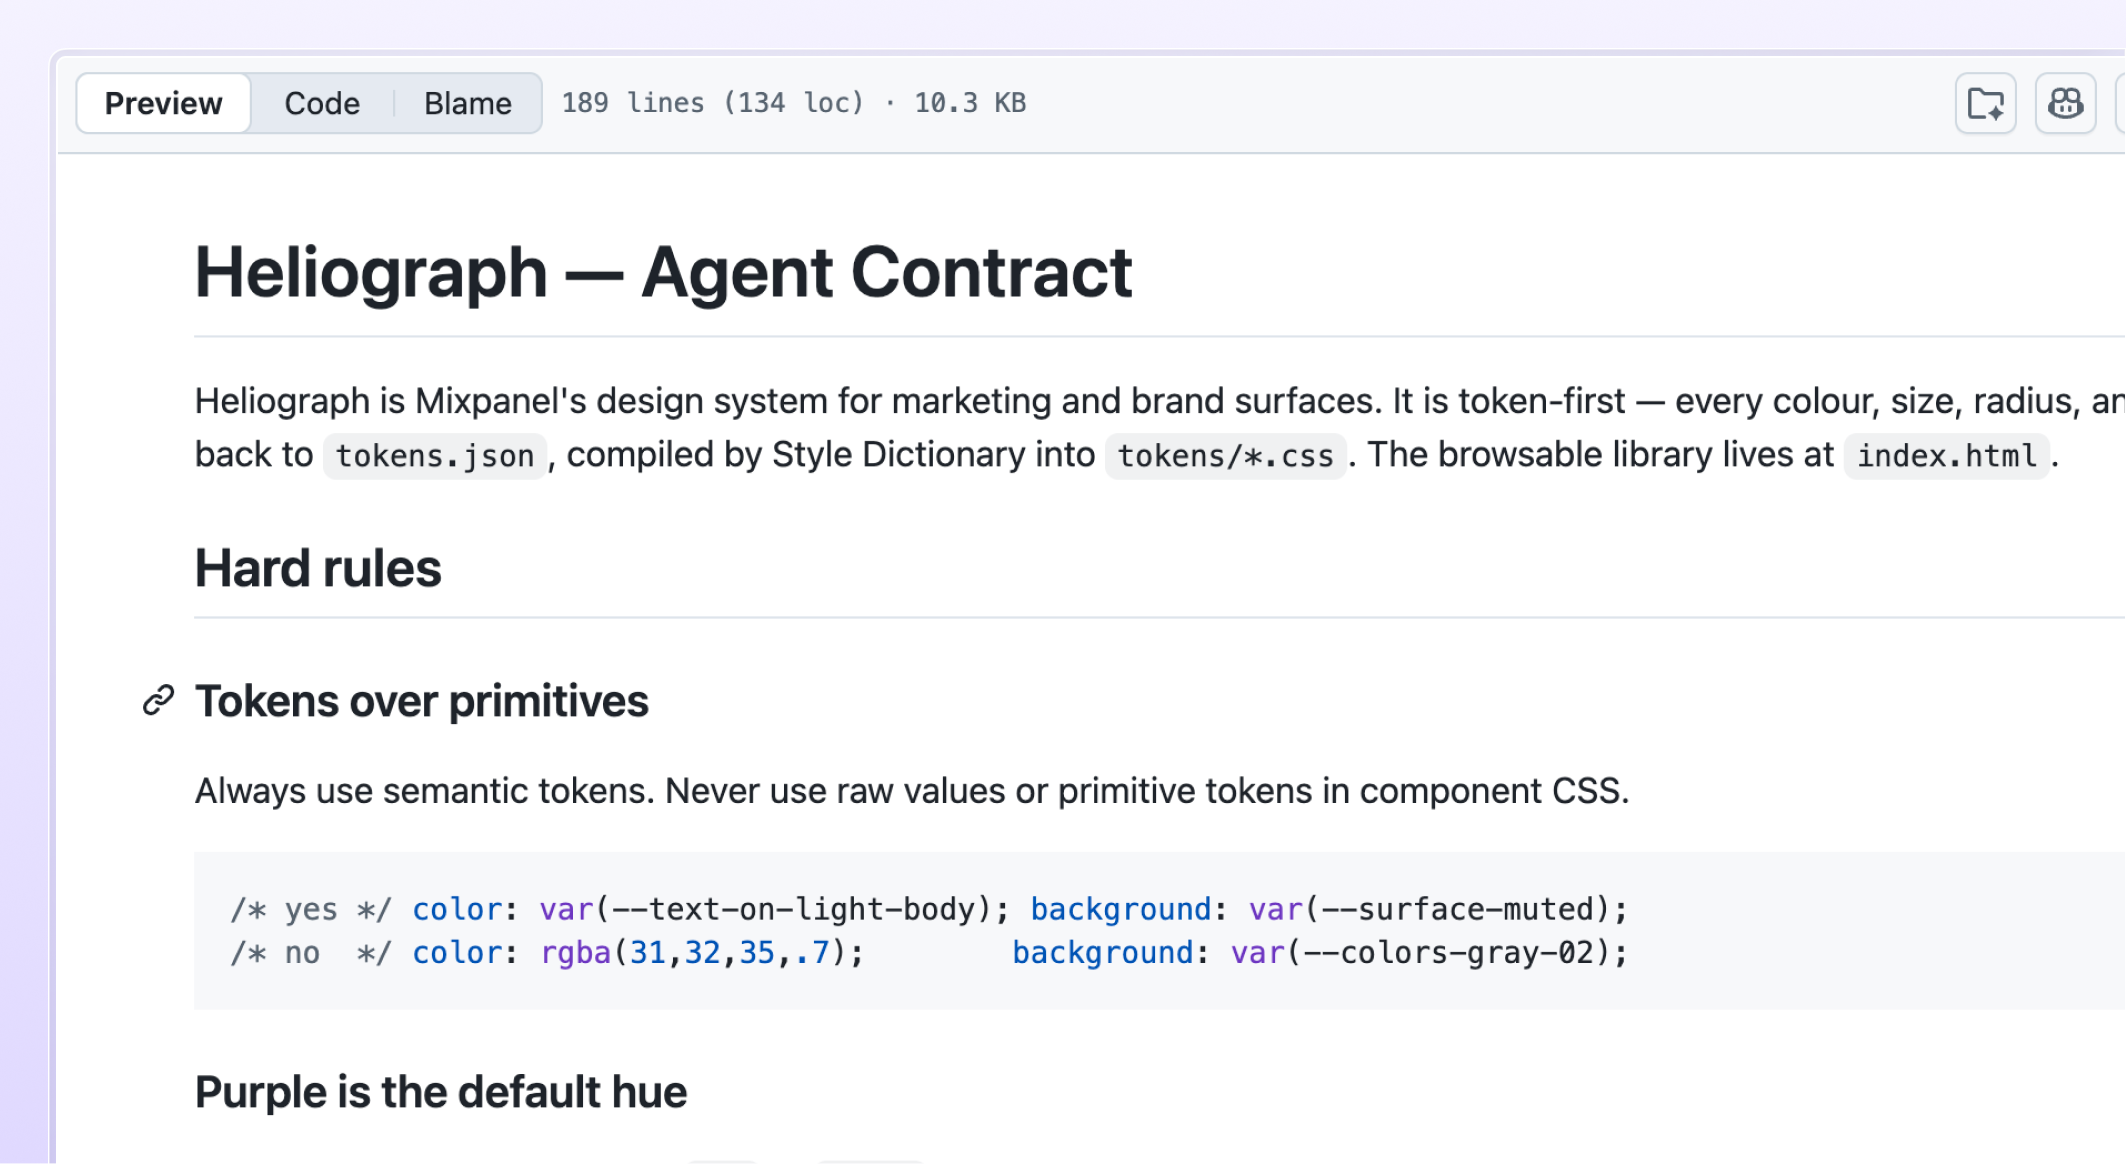 Preview Code Blame 189 lines (134 loc) · 10.3 KB
Heliograph — Agent Contract
Heliograph is Mixpanel's design system for marketing and brand surfaces. It is token-first — every colour, size, radius,
back to tokens.json, compiled by Style Dictionary into tokens/*.css. The browsable library lives at index.html.
Hard rules
Tokens over primitives
Always use semantic tokens. Never use raw values or primitive tokens in component CSS.
/* yes */ color: var(--text-on-light-body); background: var(--surface-muted);
/* no  */ color: rgba(31,32,35,.7);        background: var(--colors-gray-02);
Purple is the default hue